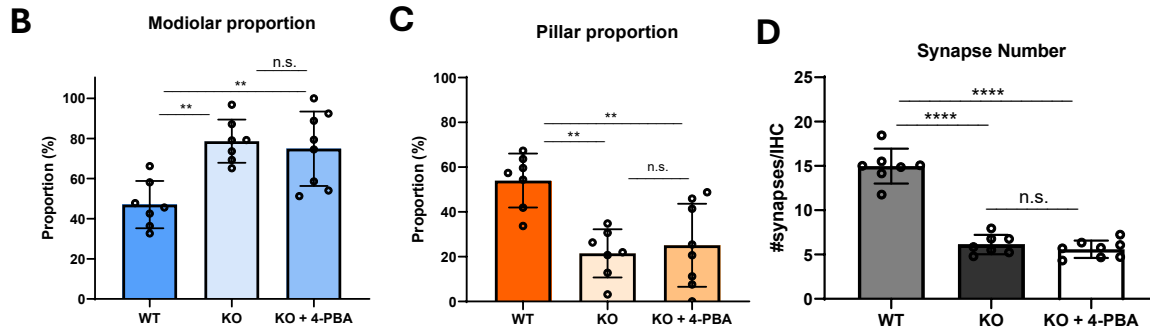 B
Modiolar proportion
Proportion (%)
100
80
60
40
20
0
**
**
n.s.
WT
KO
KO + 4-PBA
C
Pillar proportion
Proportion (%)
100
80
60
40
20
0
**
**
n.s.
WT
KO
KO + 4-PBA
D
Synapse Number
#synapses/IHC
25
20
15
10
5
0
****
****
n.s.
WT
KO
KO + 4-PBA